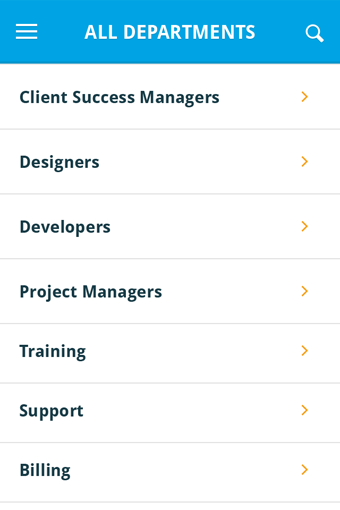 ALL DEPARTMENTS
Client Success Managers
Designers
Developers
Project Managers
Training
Support
Billing